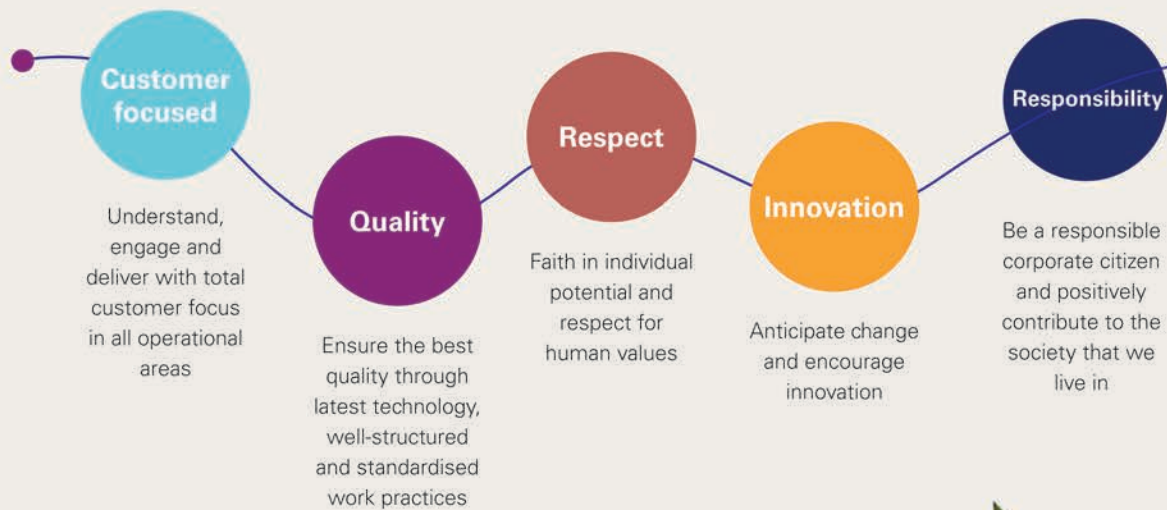 Customer
focused
Understand,
engage and
deliver with total
customer focus
in all operational
areas
Quality
Ensure the best
quality through
latest technology,
well-structured
and standardised
work practices
Respect
Faith in individual
potential and
respect for
human values
Innovation
Anticipate change
and encourage
innovation
Responsibility
Be a responsible
corporate citizen
and positively
contribute to the
society that we
live in